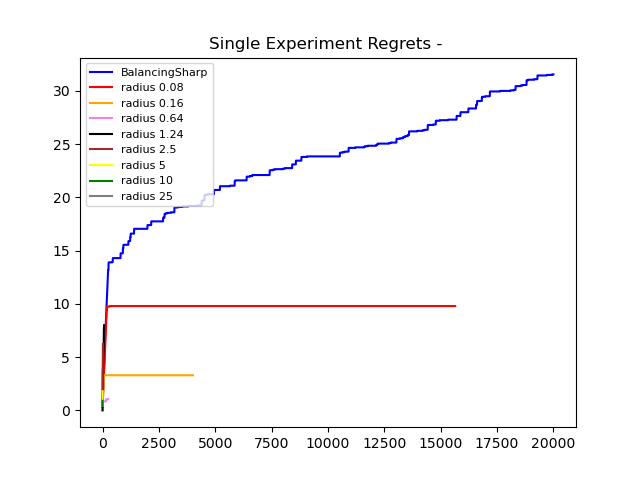 Single Experiment Regrets -
BalancingSharp
radius 0.08
radius 0.16
radius 0.64
radius 1.24
radius 2.5
radius 5
radius 10
radius 25
30
25
20
15
10
5
0
0 2500 5000 7500 10000 12500 15000 17500 20000